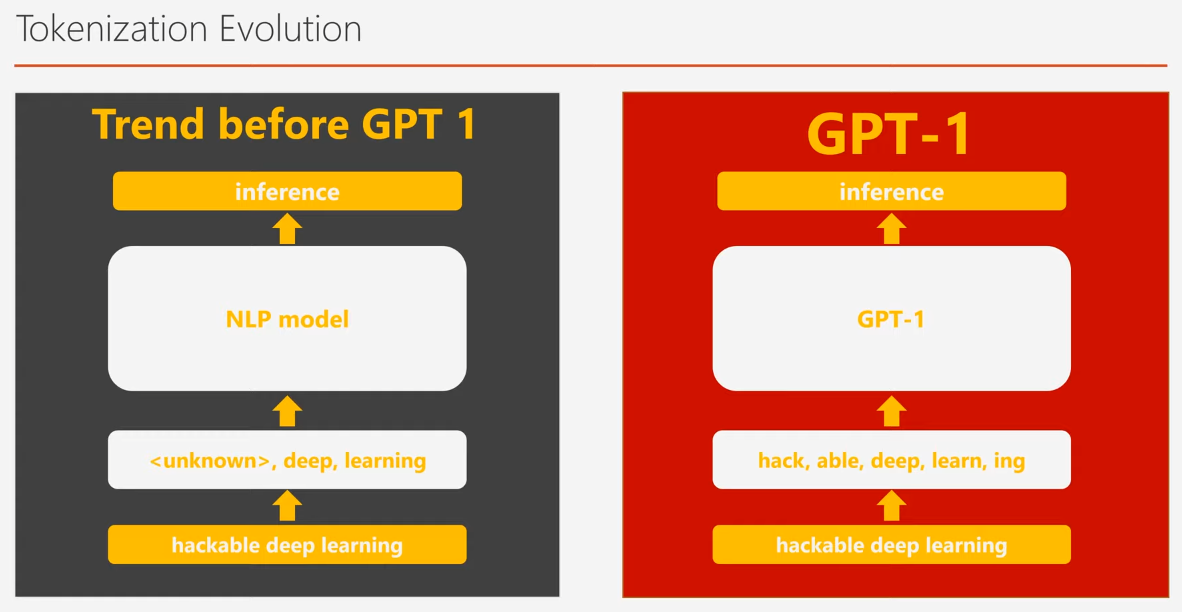 Tokenization Evolution
Trend before GPT 1
inference
NLP model
<unknown>, deep, learning
hackable deep learning
GPT-1
inference
GPT-1
hack, able, deep, learn, ing
hackable deep learning